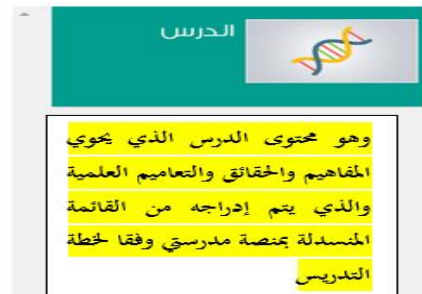 الدرس
وهو محتوى الدرس الذي يحوي
المفاهيم والحقائق والتعاميم العلمية
والذي يتم إدراجه من القائمة
المنسدلة بمنصة مدرستي وفقا لخطة
التدريس